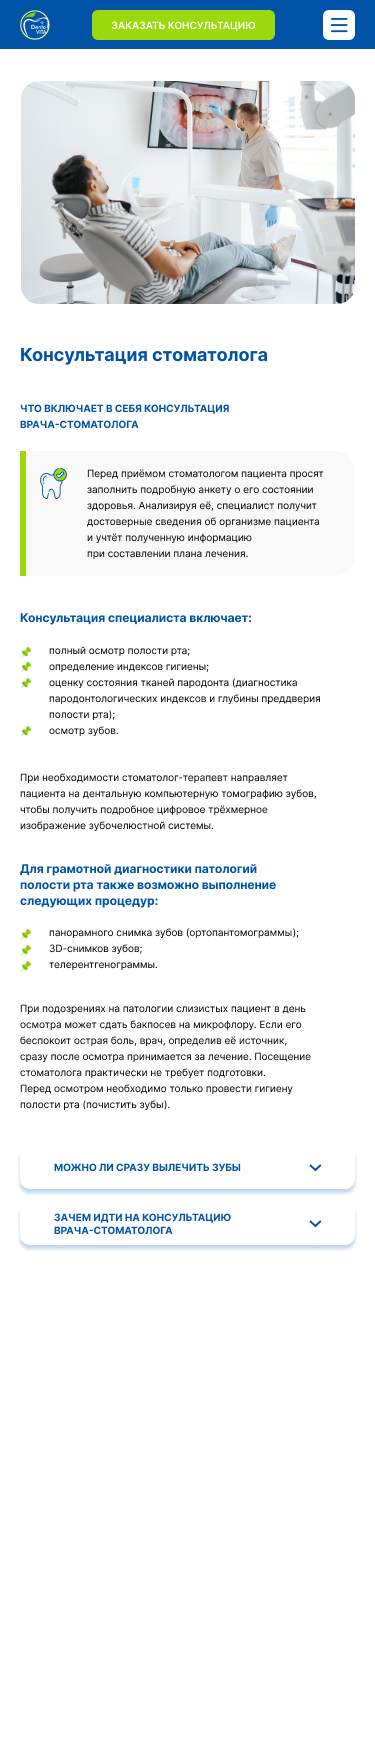 Denta
VITA
ЗАКАЗАТЬ КОНСУЛЬТАЦИЮ
Консультация стоматолога
ЧТО ВКЛЮЧАЕТ В СЕБЯ КОНСУЛЬТАЦИЯ
ВРАЧА-СТОМАТОЛОГА
Перед приёмом стоматологом пациента просят
заполнить подробную анкету о его состоянии
здоровья. Анализируя её, специалист получит
достоверные сведения об организме пациента
и учтёт полученную информацию
при составлении плана лечения.
Консультация специалиста включает:
полный осмотр полости рта;
определение индексов гигиены;
оценку состояния тканей пародонта (диагностика
пародонтологических индексов и глубины преддверия
полости рта);
осмотр зубов.
При необходимости стоматолог-терапевт направляет
пациента на дентальную компьютерную томографию зубов,
чтобы получить подробное цифровое трёхмерное
изображение зубочелюстной системы.
Для грамотной диагностики патологий
полости рта также возможно выполнение
следующих процедур:
панорамного снимка зубов (ортопантомограммы);
3D-снимков зубов;
телерентгенограммы.
При подозрениях на патологии слизистых пациент в день
осмотра может сдать бакпосев на микрофлору. Если его
беспокоит острая боль, врач, определив её источник,
сразу после осмотра принимается за лечение. Посещение
стоматолога практически не требует подготовки.
Перед осмотром необходимо только провести гигиену
полости рта (почистить зубы).
МОЖНО ЛИ СРАЗУ ВЫЛЕЧИТЬ ЗУБЫ
ЗАЧЕМ ИДТИ НА КОНСУЛЬТАЦИЮ
ВРАЧА-СТОМАТОЛОГА